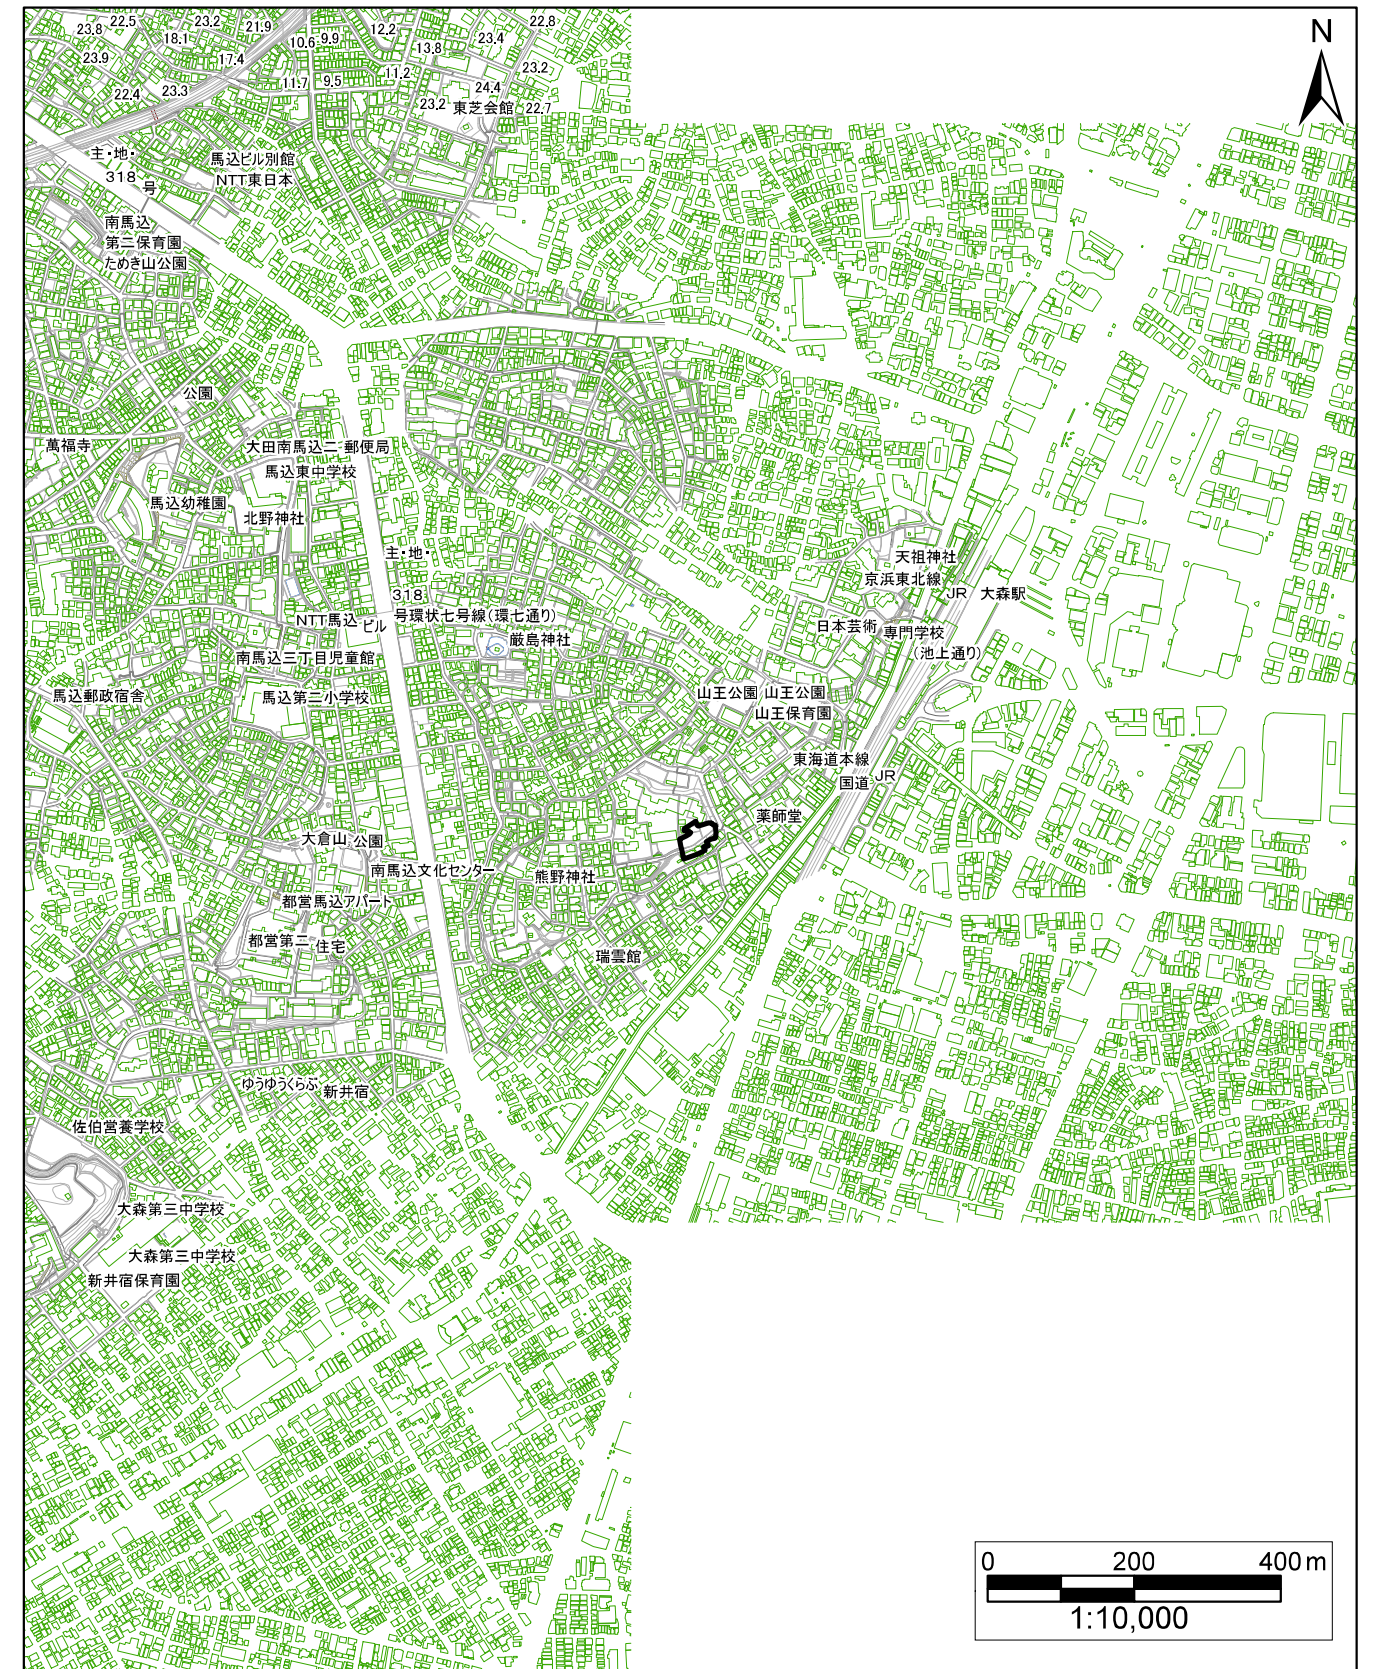 N
22.5
23.2
22.8
23.8
21.9
12.2
18.1
10.6
9.9
13.8
23.4
23.9
17.4
11.2
23.2
11.7
9.5
22.4
23.3
24.4
23.2
東芝会館
22.7
主・地・
318 号
馬込ビル別館
NTT東日本
南馬込
第二保育園
ためき山公園
公園
萬福寺
大田南馬込二 郵便局
馬込東中学校
馬込幼稚園
北野神社
主・地・
318
号環状七号線(環七通り)
天祖神社
京浜東北線
JR 大森駅
NTT馬込 ビル
厳島神社
日本芸術 専門学校
(池上通り)
南馬込三丁目児童館
馬込郵政宿舎
馬込第二小学校
山王公園 山王公園
山王保育園
東海道本線
国道 JR
薬師堂
大倉山 公園
南馬込文化センター
熊野神社
都営馬込アパート
都営第二 住宅
瑞雲館
ゆうゆうくらぶ 新井宿
佐伯営養学校
大森第三中学校
大森第三中学校
新井宿保育園
0 200 400m
1:10,000